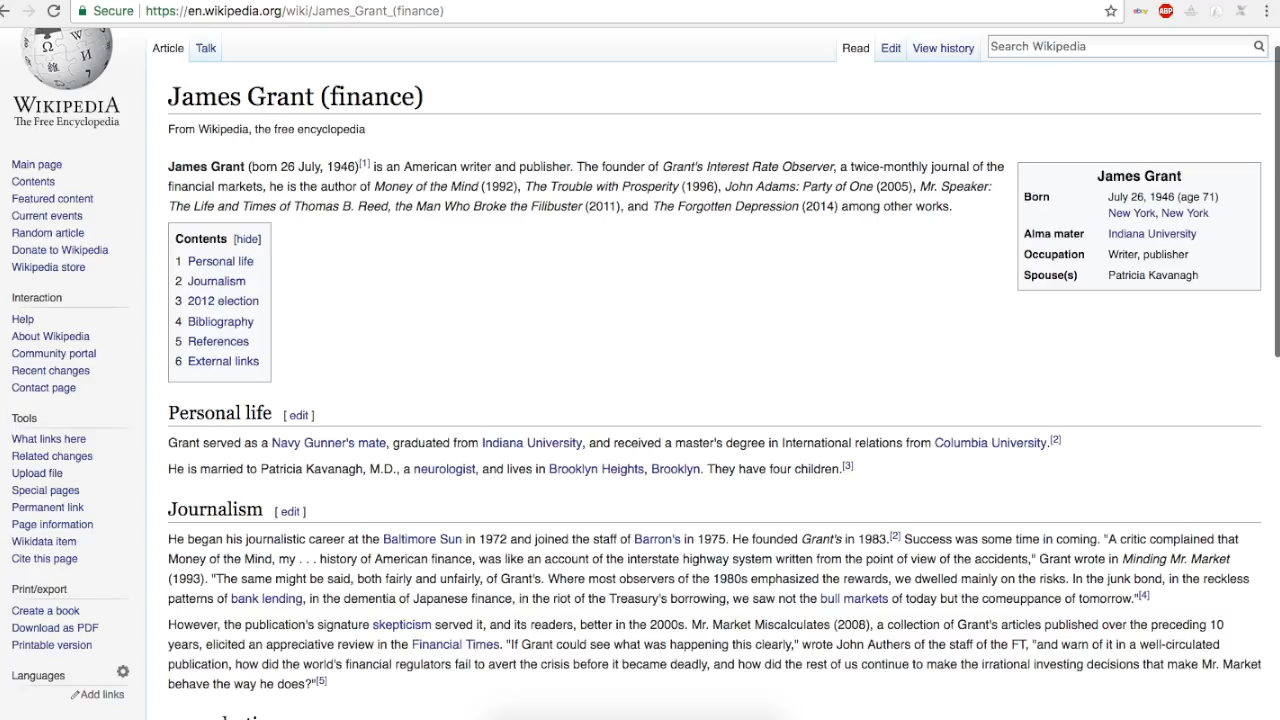 Secure https://en.wikipedia.org/wiki/James_Grant_(finance)
ebay ABP
Ω W И 維 7
WIKIPEDIA
The Free Encyclopedia
Article Talk Read Edit View history Search Wikipedia
James Grant (finance)
From Wikipedia, the free encyclopedia
James Grant (born 26 July, 1946)[1] is an American writer and publisher. The founder of Grant's Interest Rate Observer, a twice-monthly journal of the
financial markets, he is the author of Money of the Mind (1992), The Trouble with Prosperity (1996), John Adams: Party of One (2005), Mr. Speaker:
The Life and Times of Thomas B. Reed, the Man Who Broke the Filibuster (2011), and The Forgotten Depression (2014) among other works.
James Grant
Born July 26, 1946 (age 71)
New York, New York
Alma mater Indiana University
Occupation Writer, publisher
Spouse(s) Patricia Kavanagh
Contents [hide]
1 Personal life
2 Journalism
3 2012 election
4 Bibliography
5 References
6 External links
Personal life [ edit ]
Grant served as a Navy Gunner's mate, graduated from Indiana University, and received a master's degree in International relations from Columbia University.[2]
He is married to Patricia Kavanagh, M.D., a neurologist, and lives in Brooklyn Heights, Brooklyn. They have four children.[3]
Journalism [ edit ]
He began his journalistic career at the Baltimore Sun in 1972 and joined the staff of Barron's in 1975. He founded Grant's in 1983.[2] Success was some time in coming. "A critic complained that
Money of the Mind, my . . . history of American finance, was like an account of the interstate highway system written from the point of view of the accidents," Grant wrote in Minding Mr. Market
(1993). "The same might be said, both fairly and unfairly, of Grant's. Where most observers of the 1980s emphasized the rewards, we dwelled mainly on the risks. In the junk bond, in the reckless
patterns of bank lending, in the dementia of Japanese finance, in the riot of the Treasury's borrowing, we saw not the bull markets of today but the comeuppance of tomorrow."[4]
However, the publication's signature skepticism served it, and its readers, better in the 2000s. Mr. Market Miscalculates (2008), a collection of Grant's articles published over the preceding 10
years, elicited an appreciative review in the Financial Times. "If Grant could see what was happening this clearly," wrote John Authers of the staff of the FT, "and warn of it in a well-circulated
publication, how did the world's financial regulators fail to avert the crisis before it became deadly, and how did the rest of us continue to make the irrational investing decisions that make Mr. Market
behave the way he does?"[5]
Main page
Contents
Featured content
Current events
Random article
Donate to Wikipedia
Wikipedia store
Interaction
Help
About Wikipedia
Community portal
Recent changes
Contact page
Tools
What links here
Related changes
Upload file
Special pages
Permanent link
Page information
Wikidata item
Cite this page
Print/export
Create a book
Download as PDF
Printable version
Languages
Add links